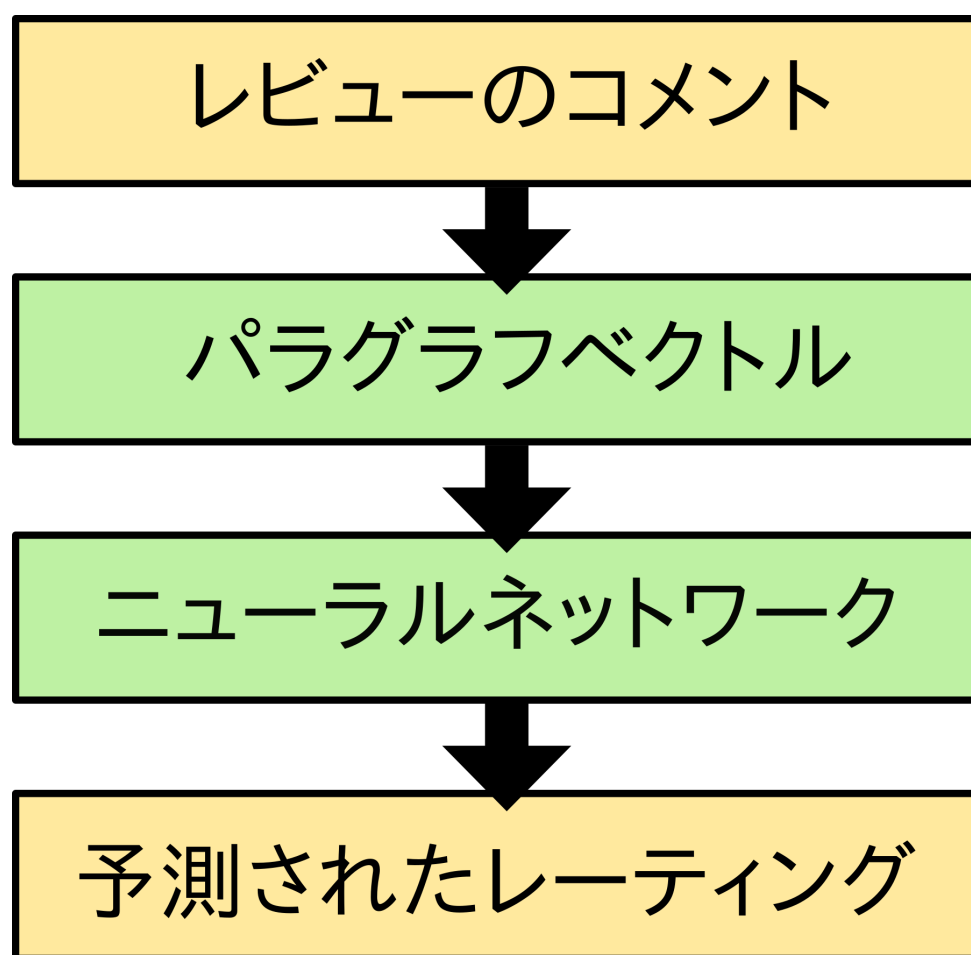 レビューのコメント
パラグラフベクトル
ニューラルネットワーク
予測されたレーティング